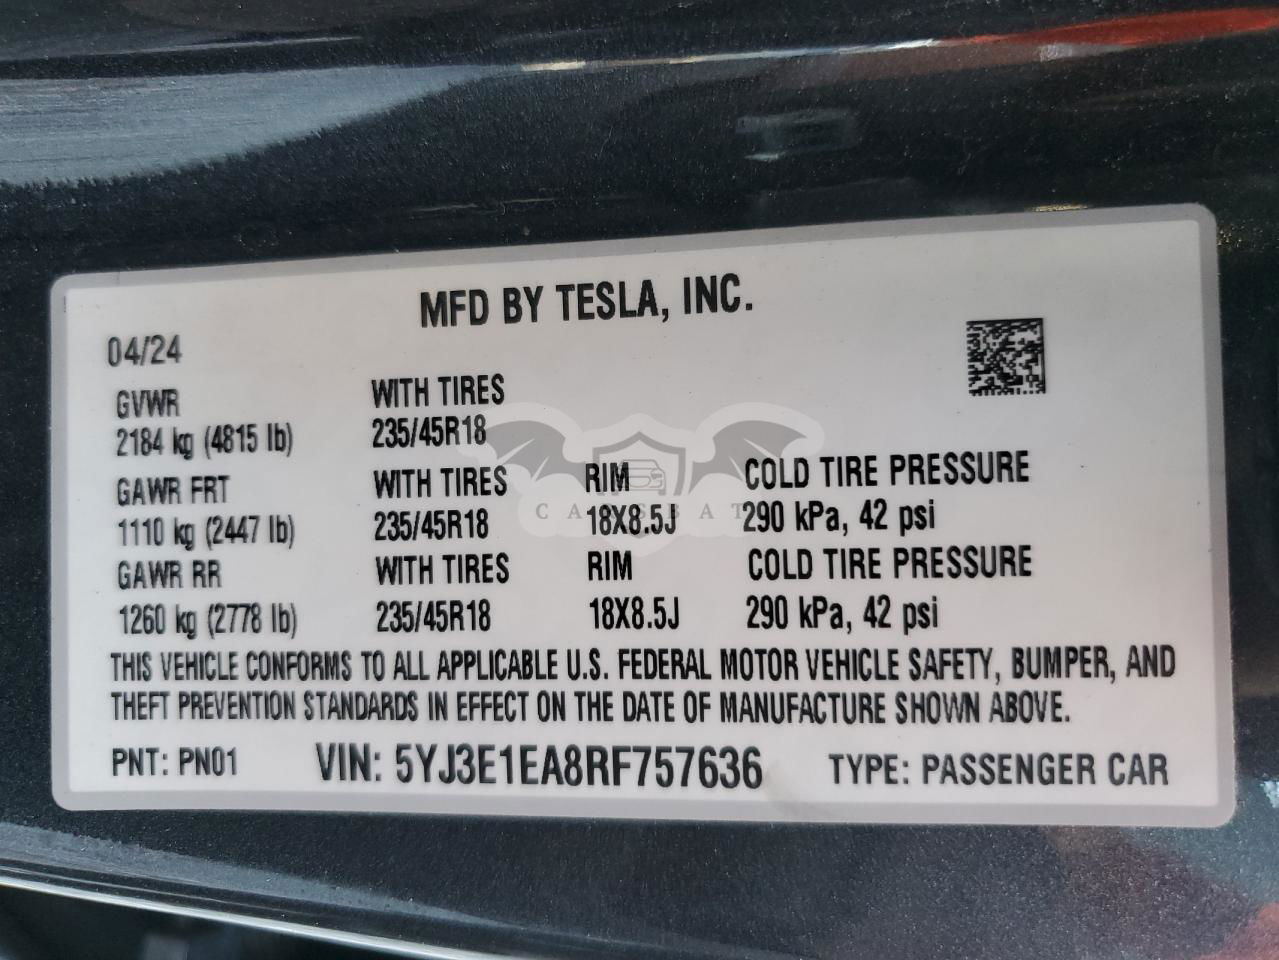 MFD BY TESLA, INC.
04/24
GVWR WITH TIRES
2184 kg (4815 lb) 235/45R18
GAWR FRT WITH TIRES RIM COLD TIRE PRESSURE
1110 kg (2447 lb) 235/45R18 18X8.5J 290 kPa, 42 psi
GAWR RR WITH TIRES RIM COLD TIRE PRESSURE
1260 kg (2778 lb) 235/45R18 18X8.5J 290 kPa, 42 psi
THIS VEHICLE CONFORMS TO ALL APPLICABLE U.S. FEDERAL MOTOR VEHICLE SAFETY, BUMPER, AND
THEFT PREVENTION STANDARDS IN EFFECT ON THE DATE OF MANUFACTURE SHOWN ABOVE.
PNT: PN01 VIN: 5YJ3E1EA8RF757636 TYPE: PASSENGER CAR